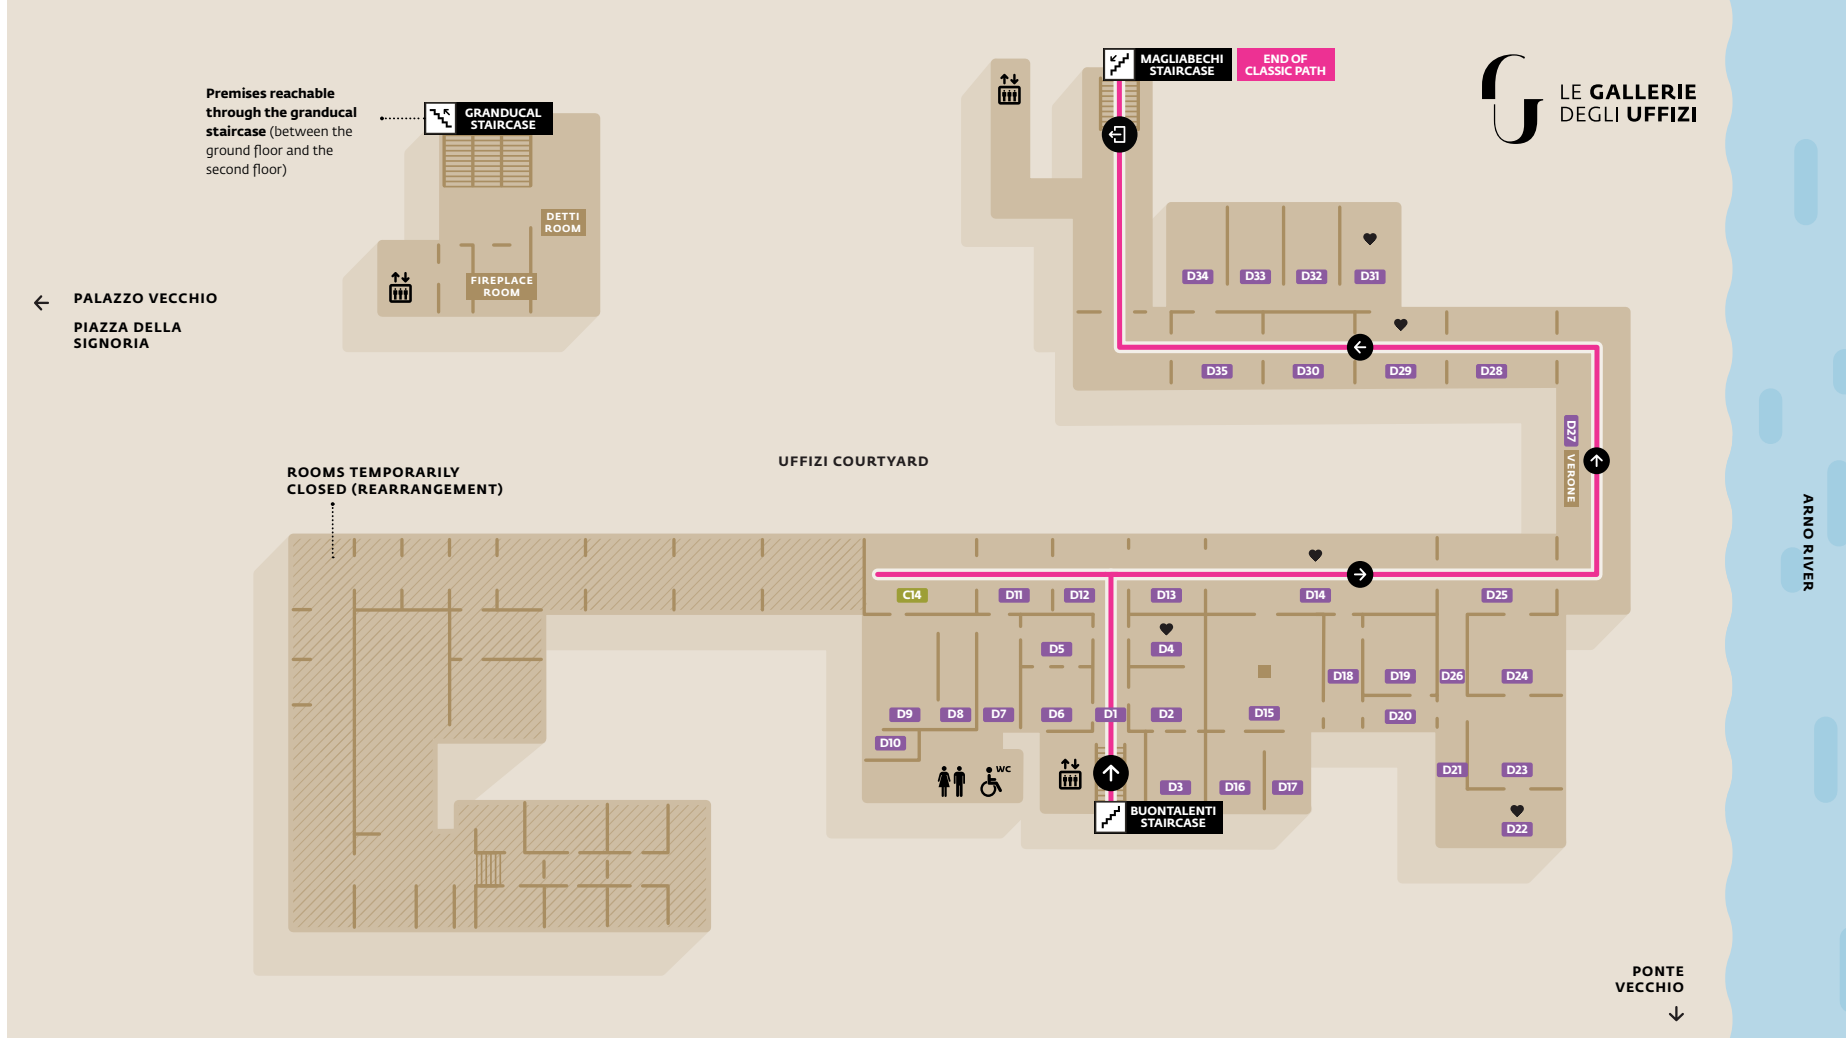 Premises reachable
through the granducal
staircase (between the
ground floor and the
second floor)
GRANDUCAL
STAIRCASE
DETTI
ROOM
FIREPLACE
ROOM
MAGLIABECHI
STAIRCASE
END OF
CLASSIC PATH
LE GALLERIE
DEGLI UFFIZI
PALAZZO VECCHIO
PIAZZA DELLA
SIGNORIA
D34
D33
D32
D31
D35
D30
D29
D28
D27
VERONE
UFFIZI COURTYARD
ROOMS TEMPORARILY
CLOSED (REARRANGEMENT)
ARNO RIVER
C14
D11
D12
D13
D14
D25
D5
D4
D18
D19
D26
D24
D9
D8
D7
D6
D1
D2
D15
D20
D10
WC
D3
D16
D17
D21
D23
BUONTALENTI
STAIRCASE
D22
PONTE
VECCHIO